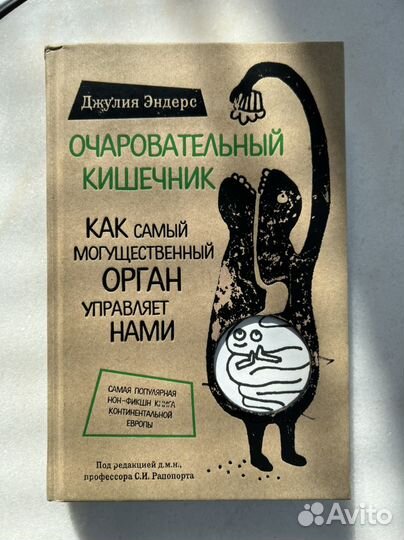 Джулия Эндерс
ОЧАРОВАТЕЛЬНЫЙ
КИШЕЧНИК
КАК САМЫЙ
МОГУЩЕСТВЕННЫЙ
ОРГАН
УПРАВЛЯЕТ
НАМИ
САМАЯ ПОПУЛЯРНАЯ
НОН-ФИКШН КНИГА
КОНТИНЕНТАЛЬНОЙ
ЕВРОПЫ
Под редакцией д.м.н.,
профессора С.И. Рапопорта
Avito